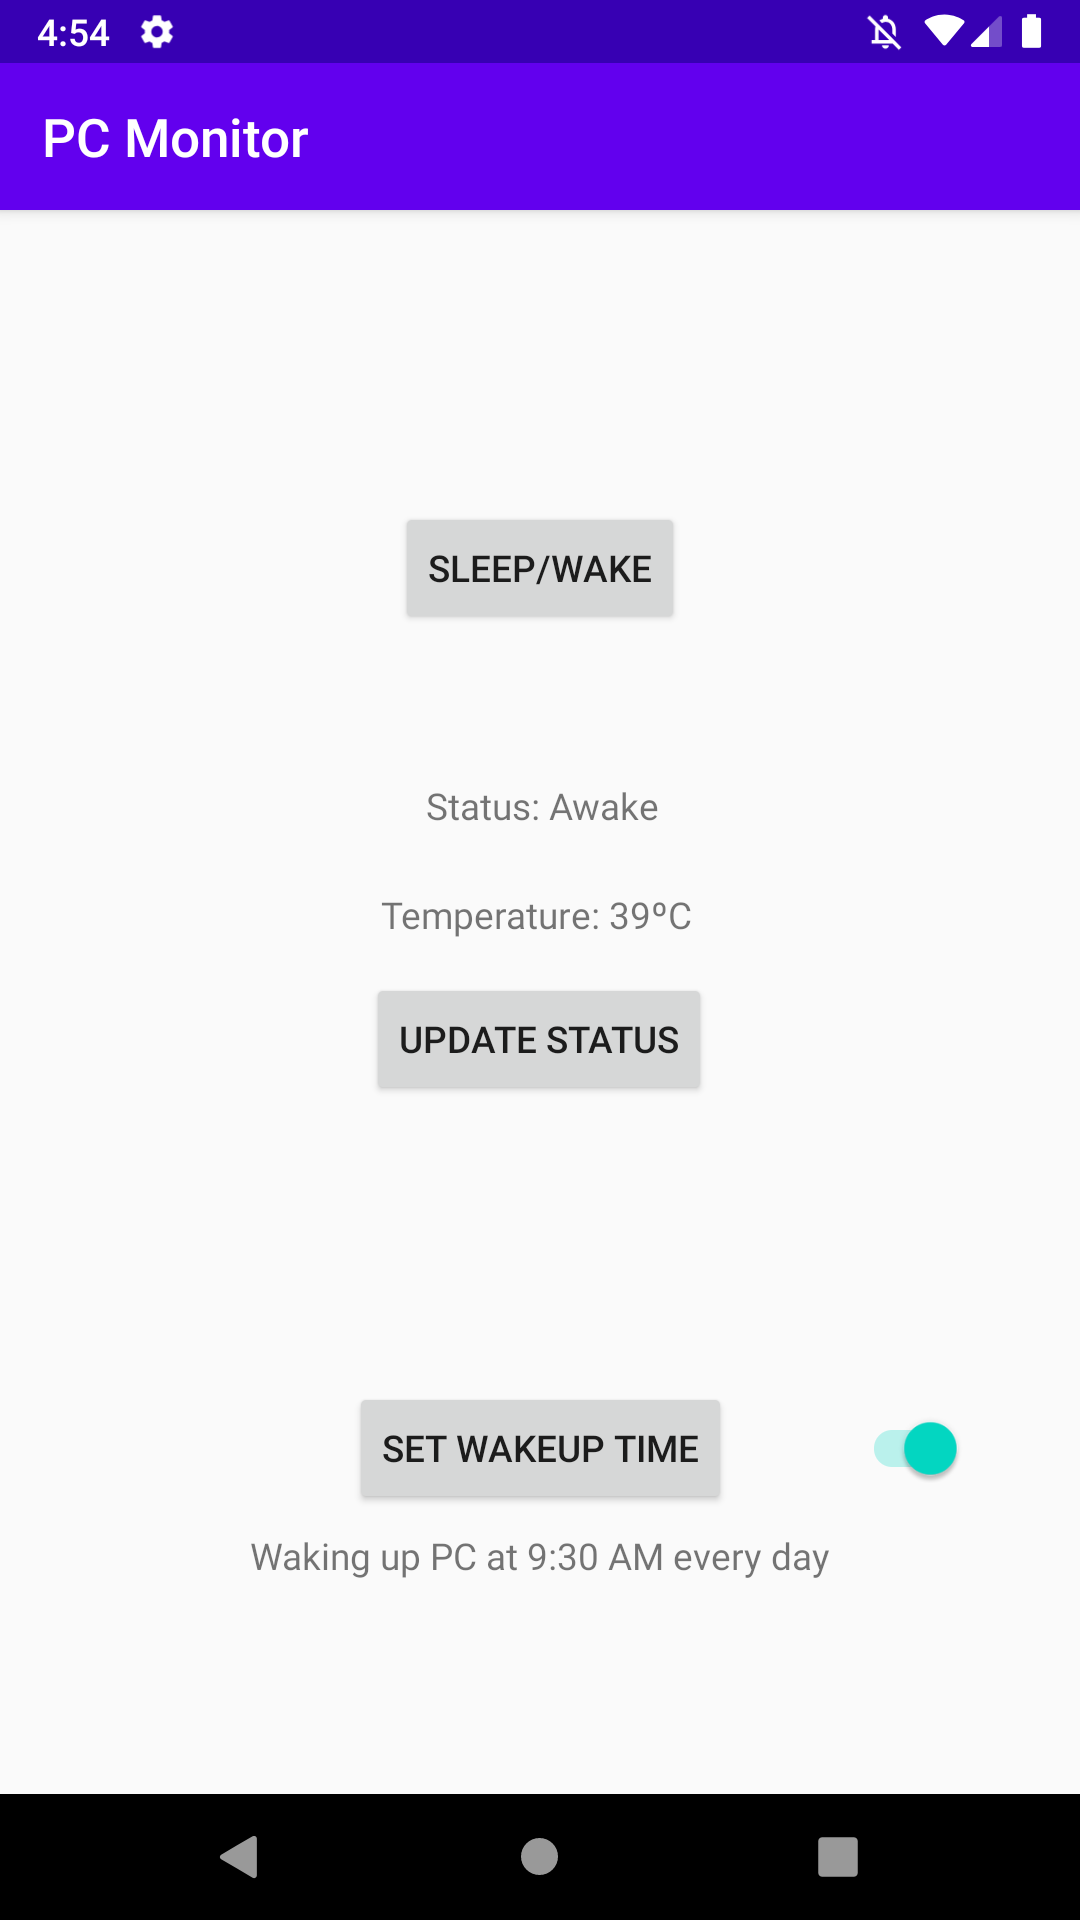 4:54
PC Monitor
SLEEP/WAKE
Status: Awake
Temperature: 39ºC
UPDATE STATUS
SET WAKEUP TIME
Waking up PC at 9:30 AM every day